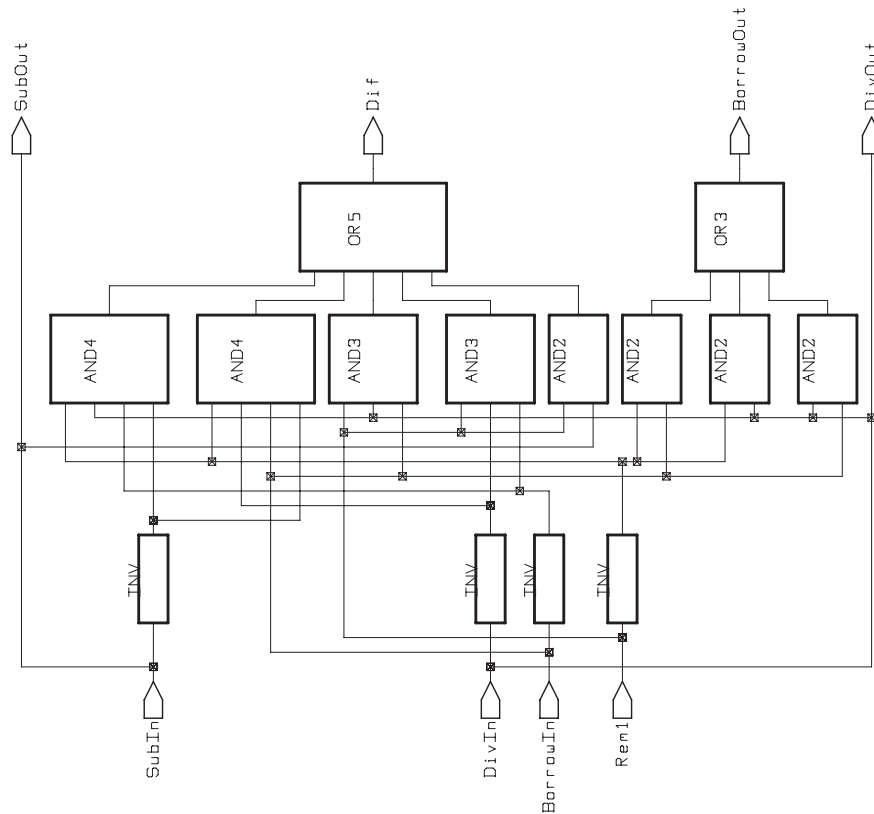 SubOut
Dif
BorrowOut
DivOut
OR5
OR3
AND4
AND4
AND3
AND3
AND2
AND2
AND2
AND2
INV
INV
INV
INV
SubIn
DivIn
BorrowIn
Rem1